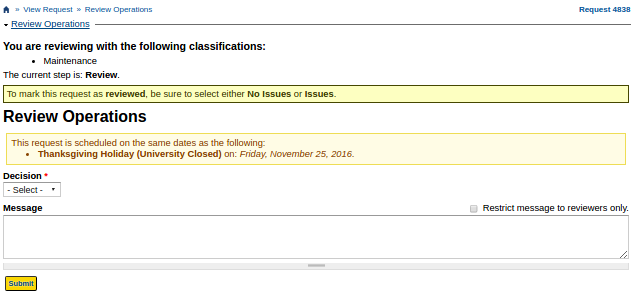 » View Request » Review Operations Request 4838
Review Operations
You are reviewing with the following classifications:
• Maintenance
The current step is: Review.
To mark this request as reviewed, be sure to select either No Issues or Issues.
Review Operations
This request is scheduled on the same dates as the following:
• Thanksgiving Holiday (University Closed) on: Friday, November 25, 2016.
Decision *
- Select -
Message Restrict message to reviewers only.
Submit